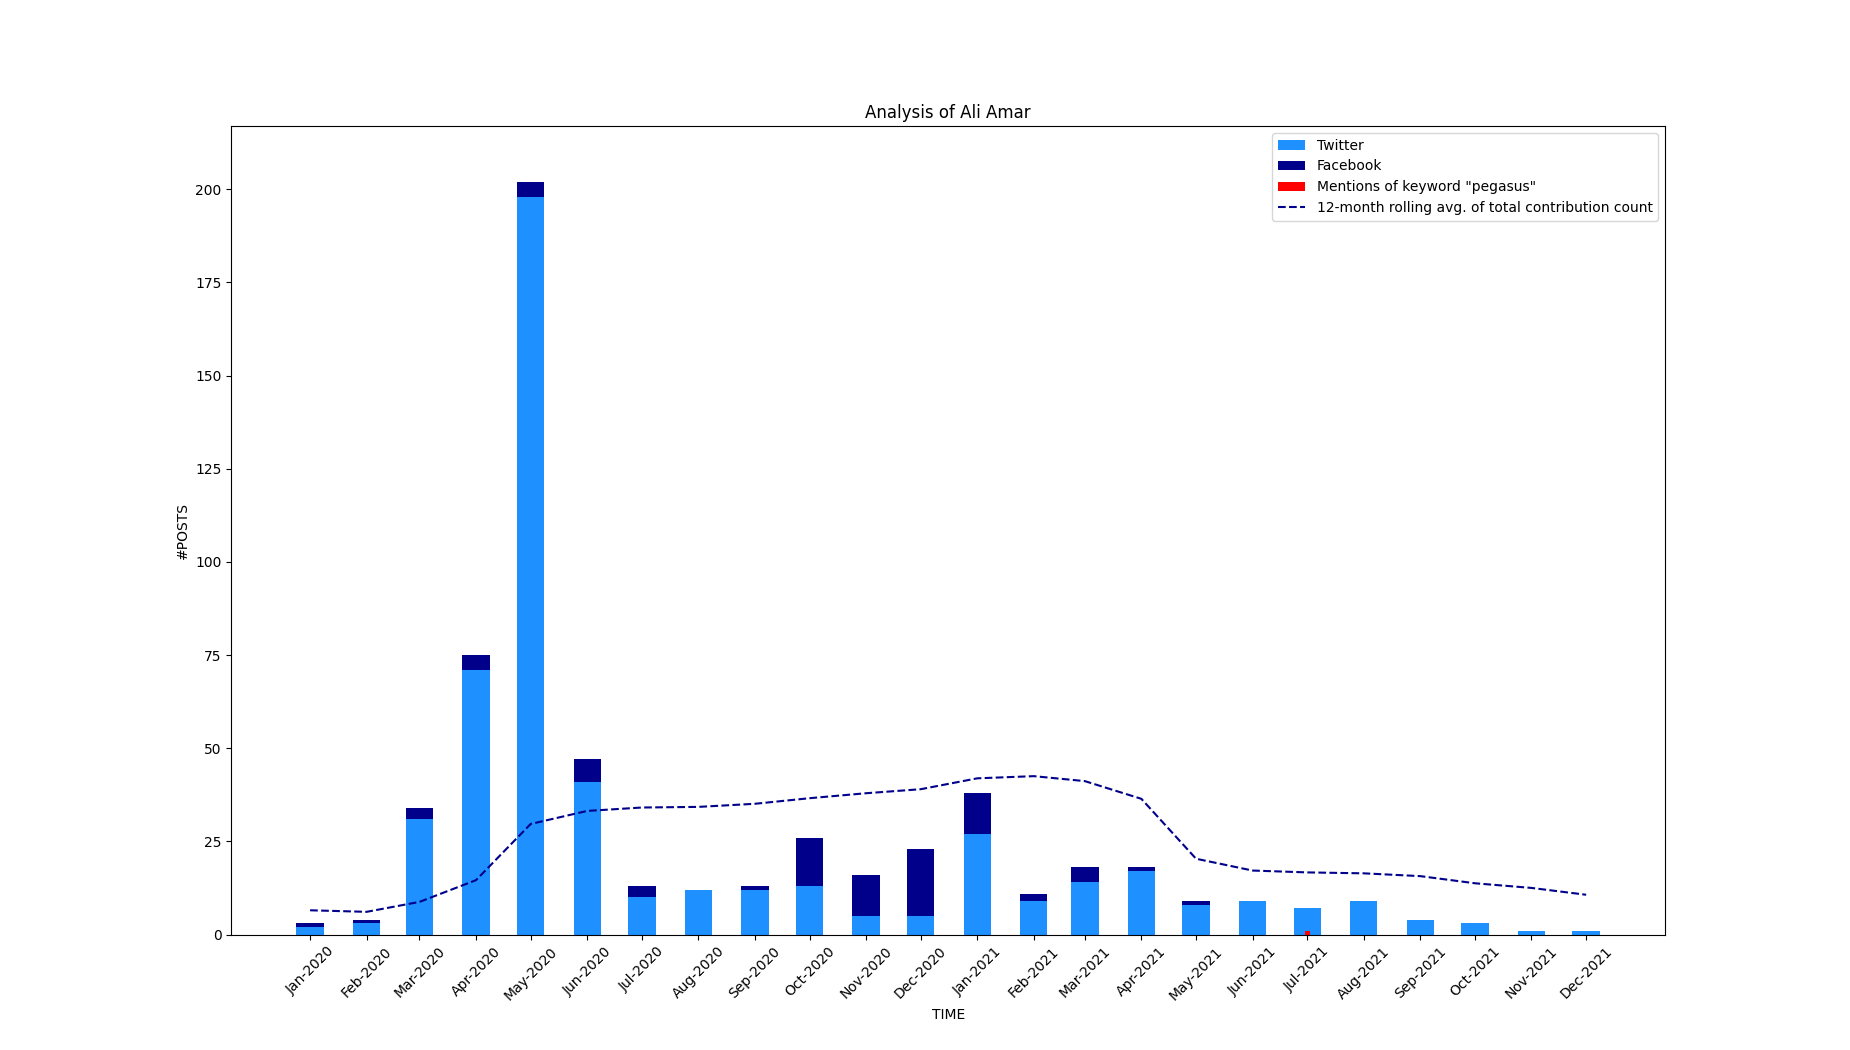 Analysis of Ali Amar
Twitter
Facebook
Mentions of keyword "pegasus"
12-month rolling avg. of total contribution count
#POSTS
200
175
150
125
100
75
50
25
0
Jan-2020
Feb-2020
Mar-2020
Apr-2020
May-2020
Jun-2020
Jul-2020
Aug-2020
Sep-2020
Oct-2020
Nov-2020
Dec-2020
Jan-2021
Feb-2021
Mar-2021
Apr-2021
May-2021
Jun-2021
Jul-2021
Aug-2021
Sep-2021
Oct-2021
Nov-2021
Dec-2021
TIME